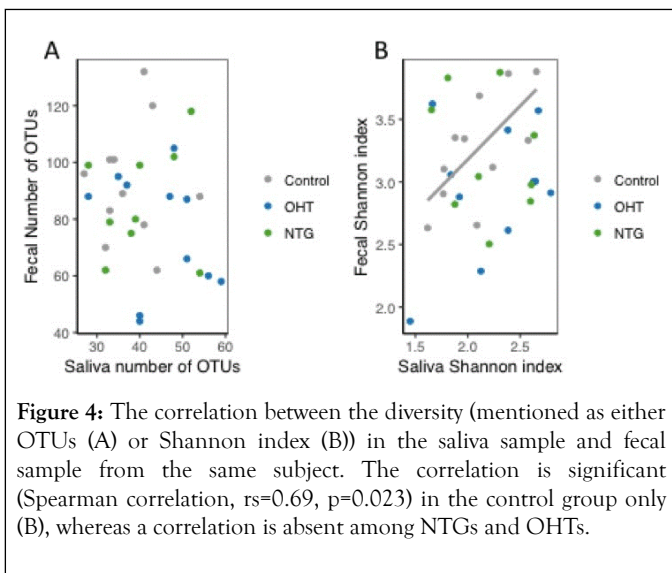 A
B
Fecal Number of OTUs
120
100
80
60
40
30
40
50
60
Saliva number of OTUs
Control
OHT
NTG
Fecal Shannon index
3.5
3.0
2.5
2.0
1.5
2.0
2.5
Saliva Shannon index
Control
OHT
NTG
Figure 4: The correlation between the diversity (mentioned as either
OTUs (A) or Shannon index (B)) in the saliva sample and fecal
sample from the same subject. The correlation is significant
(Spearman correlation, rs=0.69, p=0.023) in the control group only
(B), whereas a correlation is absent among NTGs and OHTs.